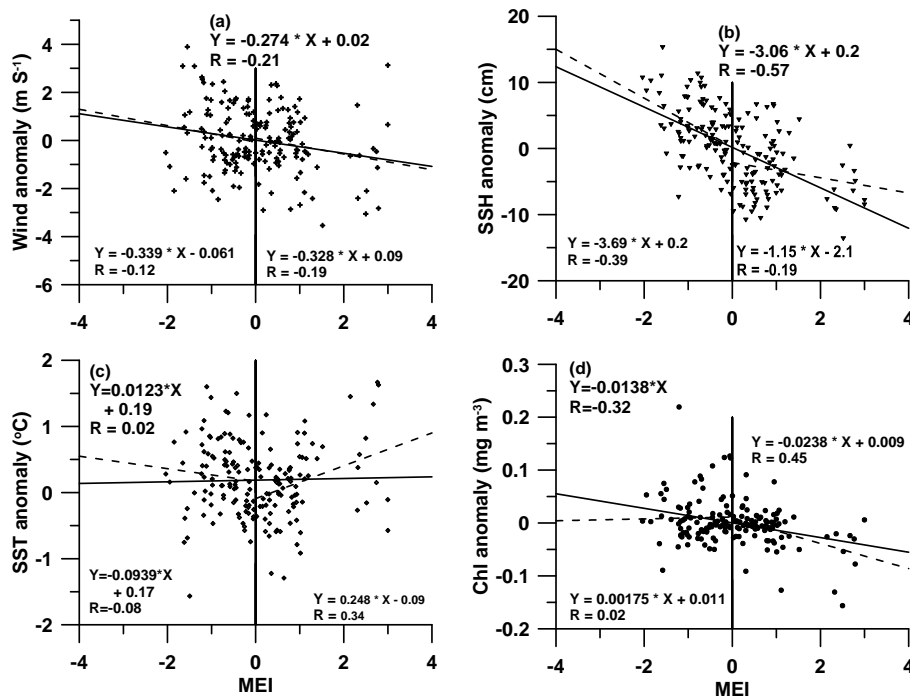 (a)
Y = -0.274 * X + 0.02
R = -0.21
Wind anomaly (m S-1)
6
4
2
0
-2
-4
-6
Y = -0.339 * X - 0.061
R = -0.12
Y = -0.328 * X + 0.09
R = -0.19
-4
-2
0
2
4
(b)
Y = -3.06 * X + 0.2
R = -0.57
SSH anomaly (cm)
20
10
0
-10
-20
Y = -3.69 * X + 0.2
R = -0.39
Y = -1.15 * X - 2.1
R = -0.19
-4
-2
0
2
4
(c)
Y=0.0123*X
+ 0.19
R = 0.02
SST anomaly (oC)
2
1
0
-1
-2
Y=-0.0939*X
+ 0.17
R=-0.08
Y = 0.248 * X - 0.09
R = 0.34
-4
-2
0
2
4
MEI
(d)
Y=-0.0138*X
R=-0.32
Chl anomaly (mg m-3)
0.3
0.2
0.1
0
-0.1
-0.2
Y = -0.0238 * X + 0.009
R = 0.45
Y = 0.00175 * X + 0.011
R = 0.02
-4
-2
0
2
4
MEI